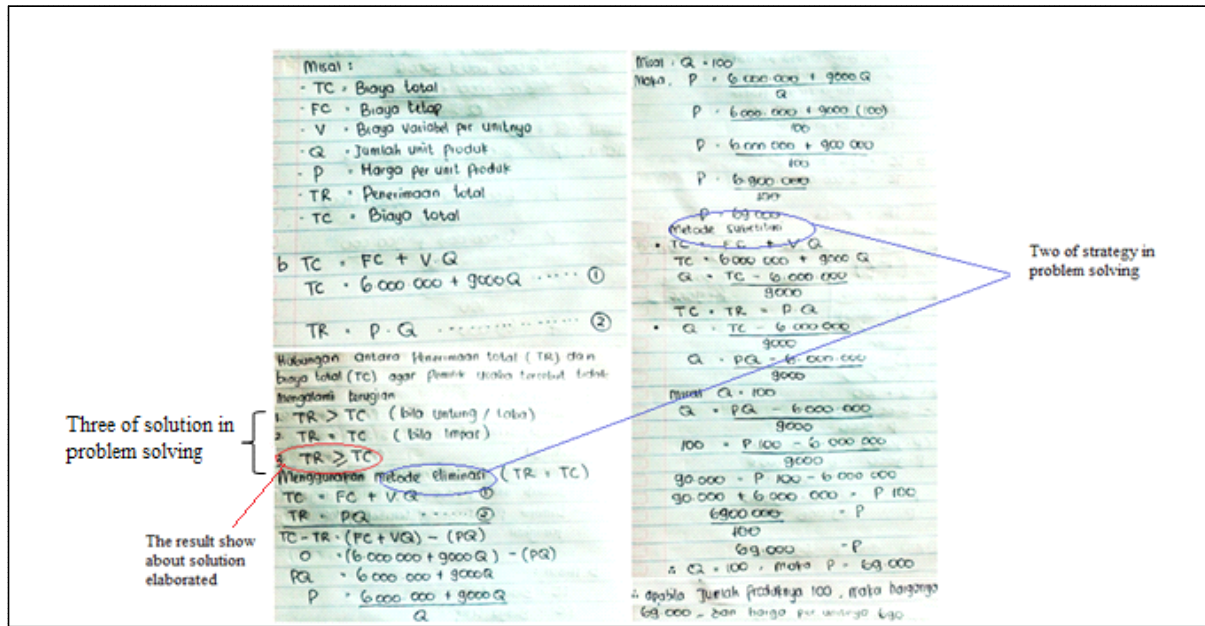 Misal :
- TC = Biaya total
- FC = Biaya tetap
- V = Biaya variabel per unitnya
- Q = Jumlah unit produk
- P = Harga per unit produk
- TR = Penerimaan total
- TC = Biaya total
b TC = FC + V.Q
TC = 6.000.000 + 9000Q ...... ①
TR = P.Q ................. ②
Hubungan antara Penerimaan total (TR) dan
biaya total (TC) agar pemilik usaha tersebut tidak
mengalami kerugian
1. TR > TC (bila untung / laba)
2. TR = TC (bila impas)
3. TR ≥ TC
Menggunakan metode eliminasi (TR = TC)
TC = FC + V.Q ①
TR = PQ ....... ②
TC - TR = (FC + VQ) - (PQ)
0 = (6.000.000 + 9000Q) - (PQ)
PQ = 6.000.000 + 9000Q
P = 6.000.000 + 9000Q
Q
Three of solution in
problem solving
The result show
about solution
elaborated
Misal : Q = 100
Maka, P = 6.000.000 + 9000Q
Q
P = 6.000.000 + 9000 (100)
100
P = 6.000.000 + 900.000
100
P = 6.900.000
100
P = 69.000
Metode substitusi
• TC = FC + V.Q
TC = 6.000.000 + 9000Q
Q = TC - 6.000.000
9000
TC = TR = P.Q
• Q = TC - 6.000.000
9000
Q = PQ - 6.000.000
9000
Misal Q = 100
Q = PQ - 6.000.000
9000
100 = P.100 - 6.000.000
9000
90.000 = P 100 - 6.000.000
90.000 + 6.000.000 = P 100
6900.000 = P
100
69.000 = P
∴ Q = 100, maka P = 69.000
∴ apabila Jumlah Produknya 100, maka harganya
69.000, dan harga per unitnya 690
Two of strategy in
problem solving